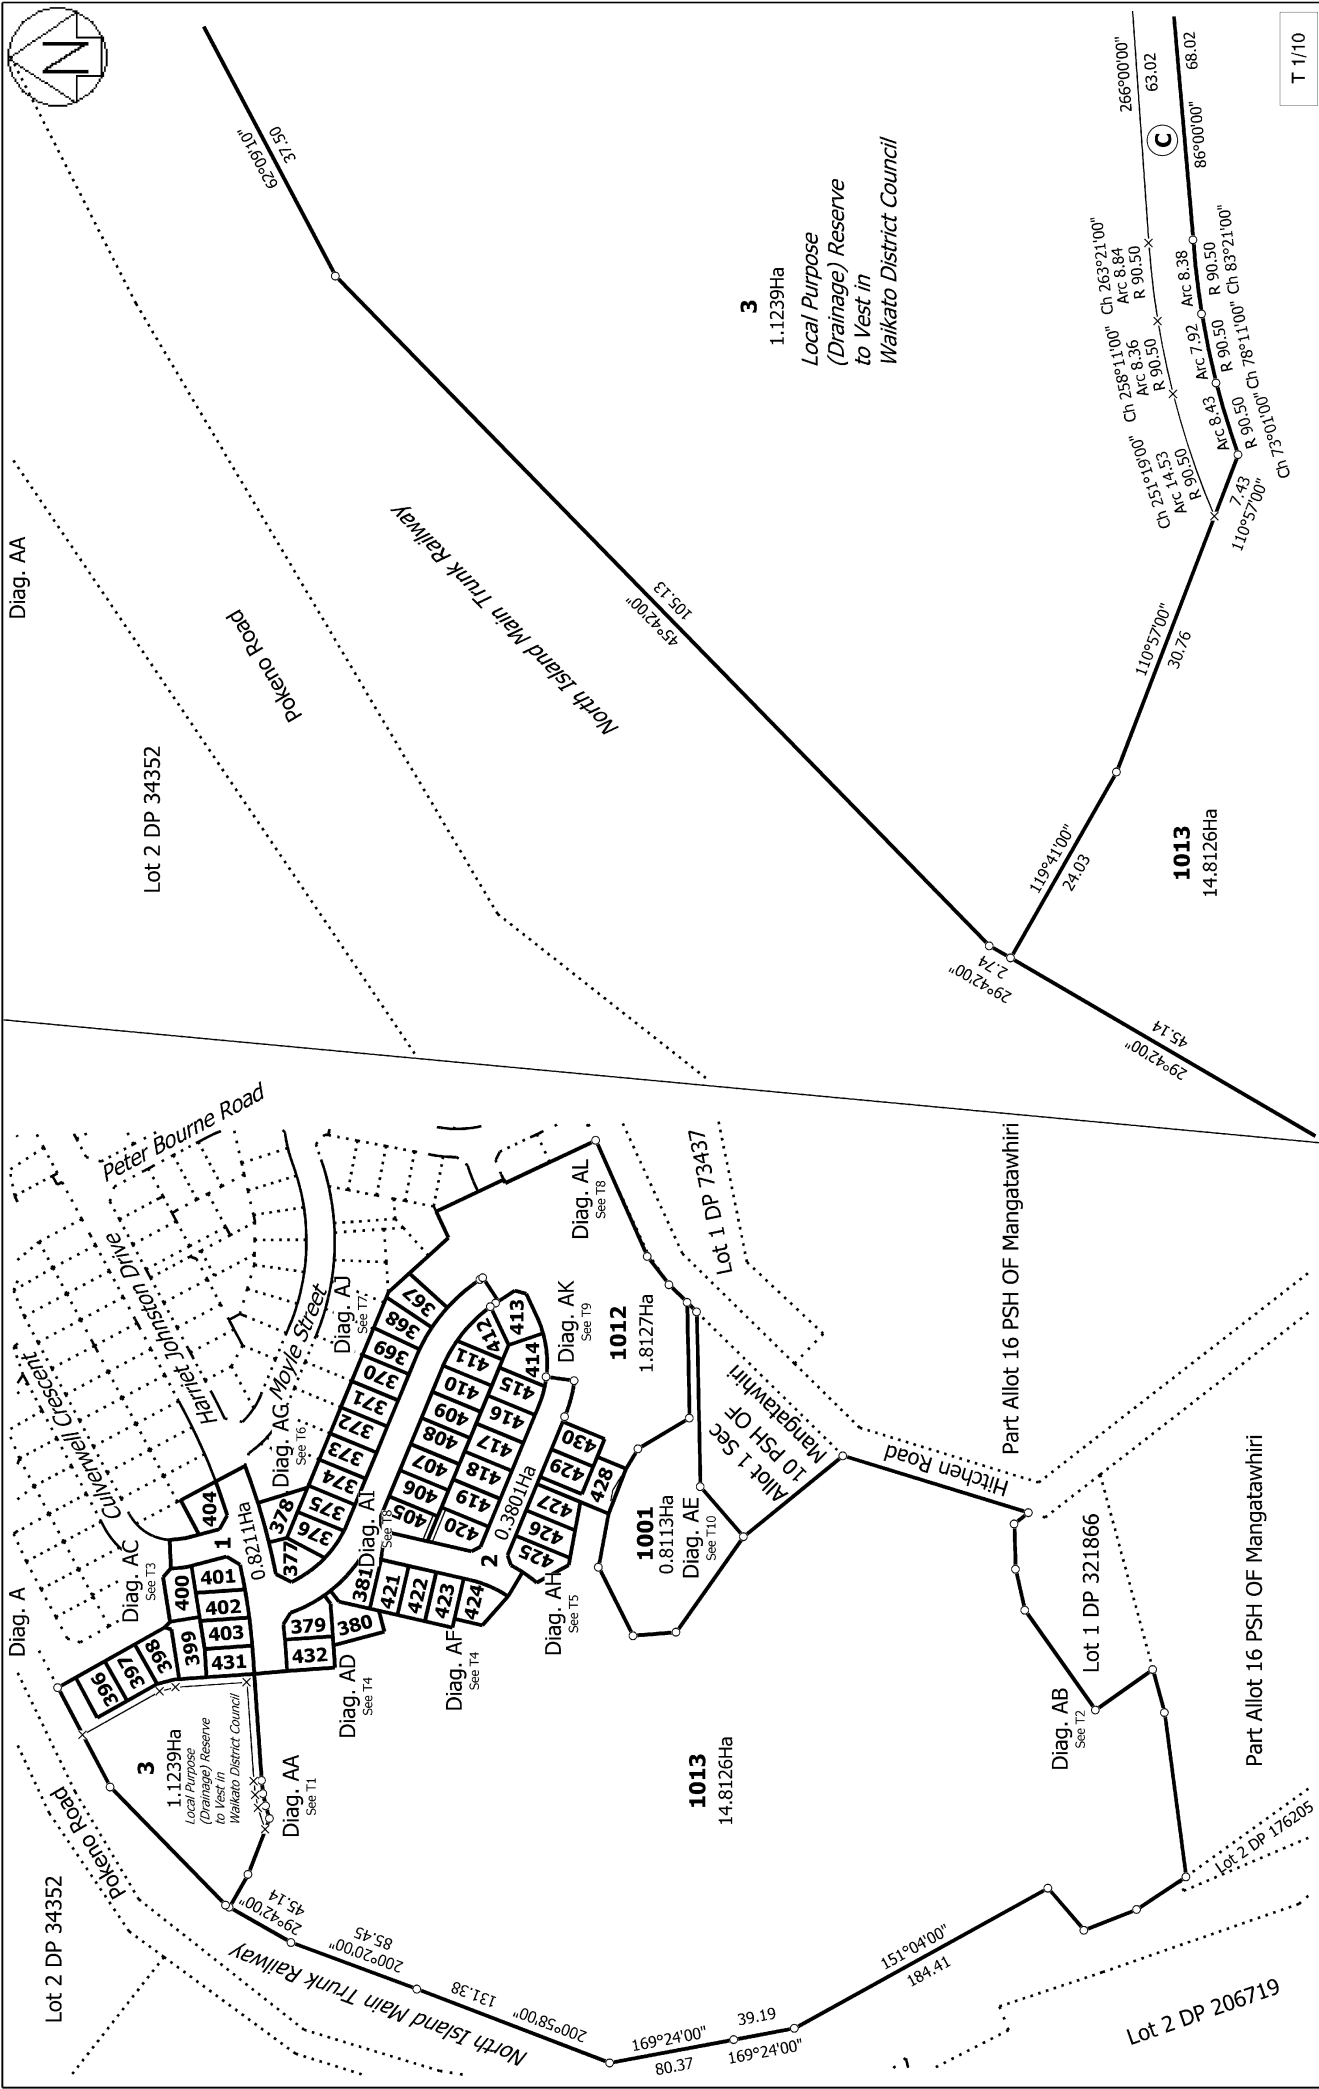 Diag. A
Lot 2 DP 34352
Pokeno Road
North Island Main Trunk Railway
Culverwell Crescent
Harriet Johnston Drive
Peter Bourne Road
Moyle Street
Diag. AC
See T3
396
397
398
399
400
401
402
403
431
404
1
0.8211Ha
3
1.1239Ha
Local Purpose
(Drainage) Reserve
to Vest in
Waikato District Council
Diag. AA
See T1
29°42'00"
45.14
200°20'00"
85.45
200°58'00"
131.38
169°24'00"
80.37
39.19
169°24'00"
151°04'00"
184.41
Diag. AG
See T6
Diag. AJ
See T7
378
377
376
375
374
373
372
371
370
369
368
367
379
380
432
381
Diag. AI
See T8
Diag. AD
See T4
421
422
423
424
Diag. AF
See T4
405
406
407
408
409
410
411
412
413
414
415
416
417
418
419
420
2
0.3801Ha
425
426
427
428
429
430
Diag. AH
See T5
Diag. AK
See T9
Diag. AL
See T8
1012
1.8127Ha
1001
0.8113Ha
Diag. AE
See T10
Allot 1 Sec
10 PSH OF
Mangatawhiri
Lot 1 DP 73437
Hitchen Road
Part Allot 16 PSH OF Mangatawhiri
1013
14.8126Ha
Diag. AB
See T2
Lot 1 DP 321866
Part Allot 16 PSH OF Mangatawhiri
Lot 2 DP 176205
Lot 2 DP 206719
Diag. AA
N
Lot 2 DP 34352
Pokeno Road
North Island Main Trunk Railway
62°09'10"
37.50
45°42'00"
105.13
29°42'00"
2.74
29°42'00"
45.14
3
1.1239Ha
Local Purpose
(Drainage) Reserve
to Vest in
Waikato District Council
119°41'00"
24.03
110°57'00"
30.76
7.43
110°57'00"
Ch 251°19'00"
Arc 14.53
R 90.50
Ch 258°11'00"
Arc 8.36
R 90.50
Ch 263°21'00"
Arc 8.84
R 90.50
266°00'00"
63.02
C
Arc 8.43
R 90.50
Ch 73°01'00"
Arc 7.92
R 90.50
Ch 78°11'00"
Arc 8.38
R 90.50
Ch 83°21'00"
86°00'00"
68.02
1013
14.8126Ha
T 1/10